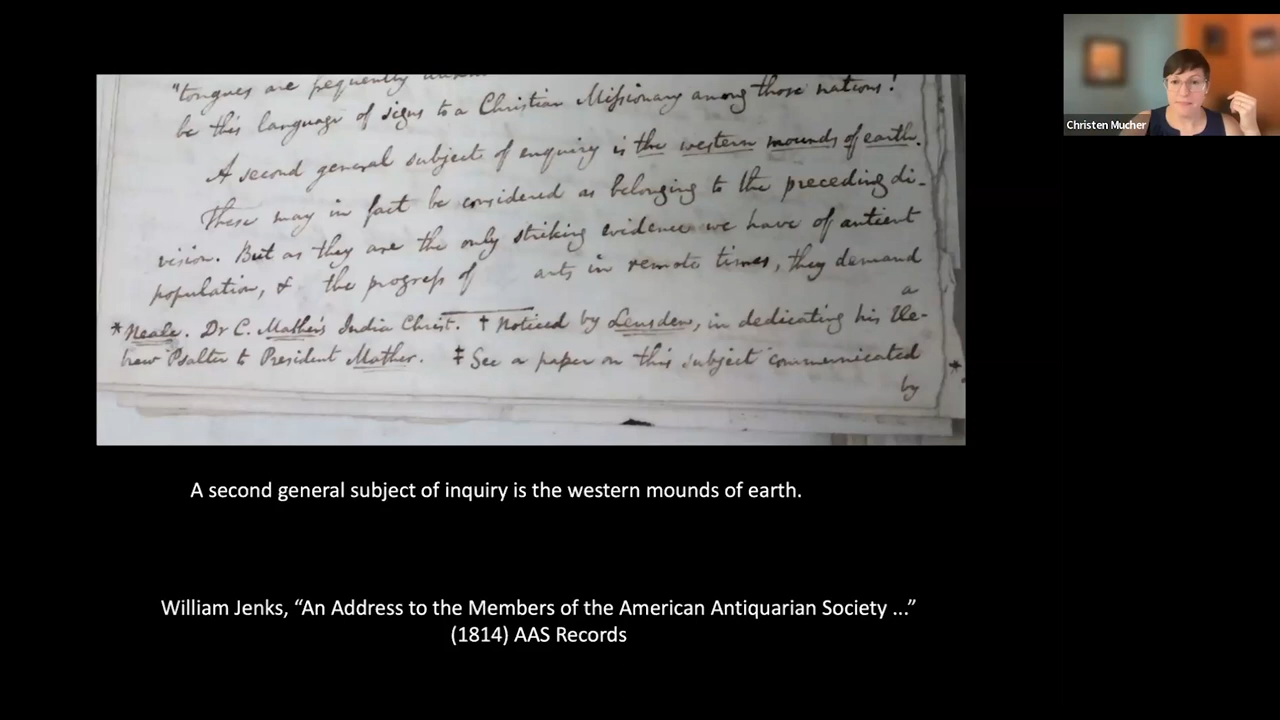 "tongues are frequently
be this language of signs to a Christian Missionary among those nations!
A second general subject of enquiry is the western mounds of earth.
These may in fact be considered as belonging to the preceding di-
vision. But as they are the only striking evidence we have of antient
population, & the progress of arts in remote times, they demand
a
* Neale. Dr C. Mather's India Christ. † Noticed by Leusden, in dedicating his He-
brew Psalter to President Mather. ‡ See a paper on this subject communicated
by
Christen Mucher
A second general subject of inquiry is the western mounds of earth.
William Jenks, “An Address to the Members of the American Antiquarian Society ...”
(1814) AAS Records